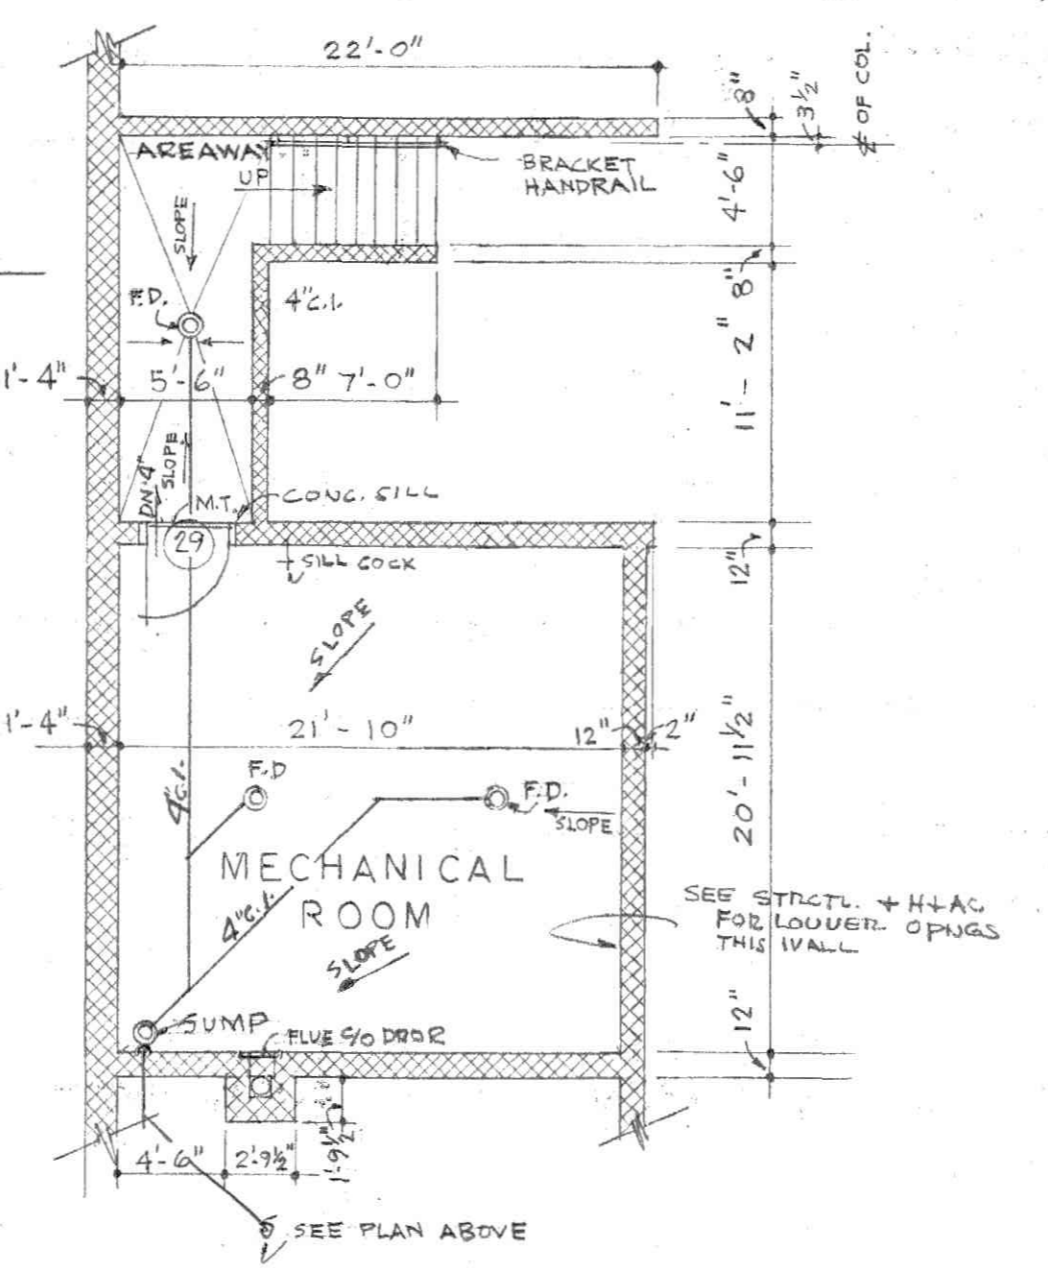 22'-0"
8"
3½"
℄ OF COL.
AREAWAY
UP
BRACKET
HANDRAIL
4'-6"
SLOPE
F.D.
4"C.I.
8"
1'-4"
5'-6"
8"
7'-0"
11'-2"
SLOPE
DN. 4"
M.T.
CONC. SILL
29
SILL COCK
12"
SLOPE
1'-4"
21'-10"
12"
2"
20'-11½"
4"C.I.
F.D
F.D.
SLOPE
MECHANICAL
ROOM
4"C.I.
SLOPE
SEE STRCTL. + H+AC
FOR LOUVER OPNGS
THIS WALL
SUMP
FLUE C/O DOOR
12"
4'-6"
2'-9½"
1'-9½"
SEE PLAN ABOVE